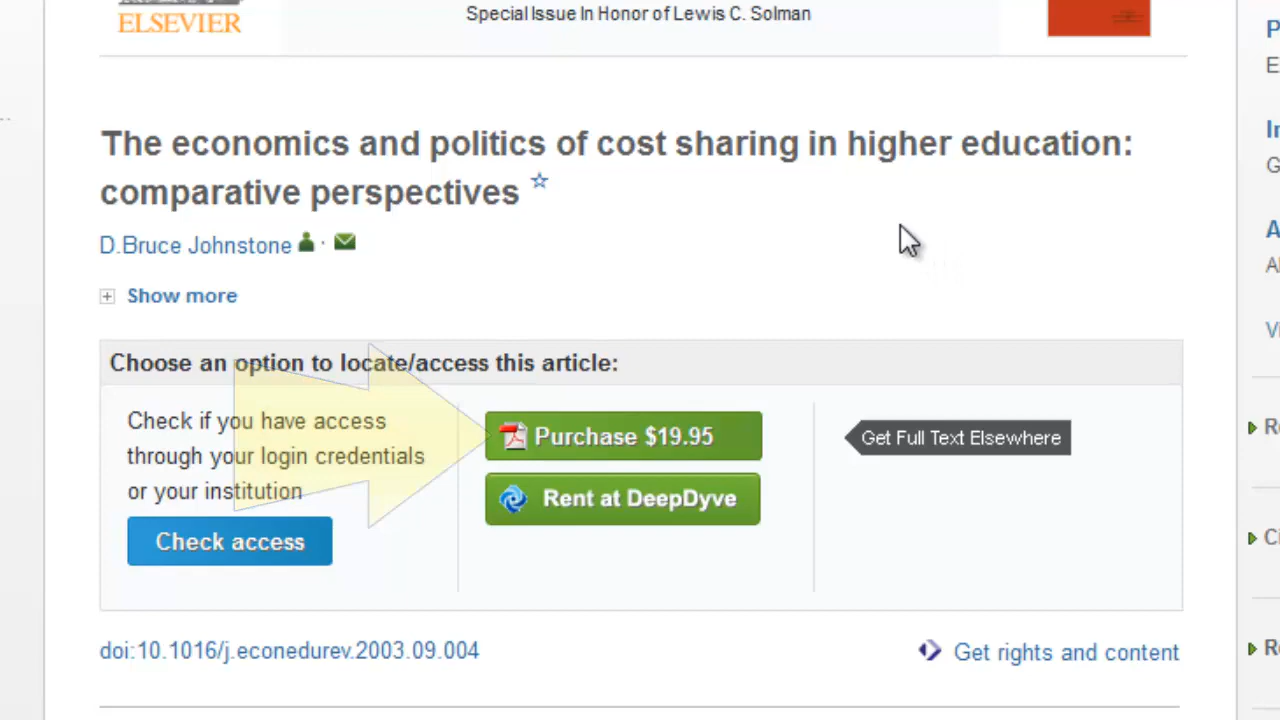 ELSEVIER
Special Issue In Honor of Lewis C. Solman
The economics and politics of cost sharing in higher education:
comparative perspectives ☆
D.Bruce Johnstone
Show more
Choose an option to locate/access this article:
Check if you have access
through your login credentials
or your institution
Check access
Purchase $19.95
Rent at DeepDyve
Get Full Text Elsewhere
doi:10.1016/j.econedurev.2003.09.004
Get rights and content